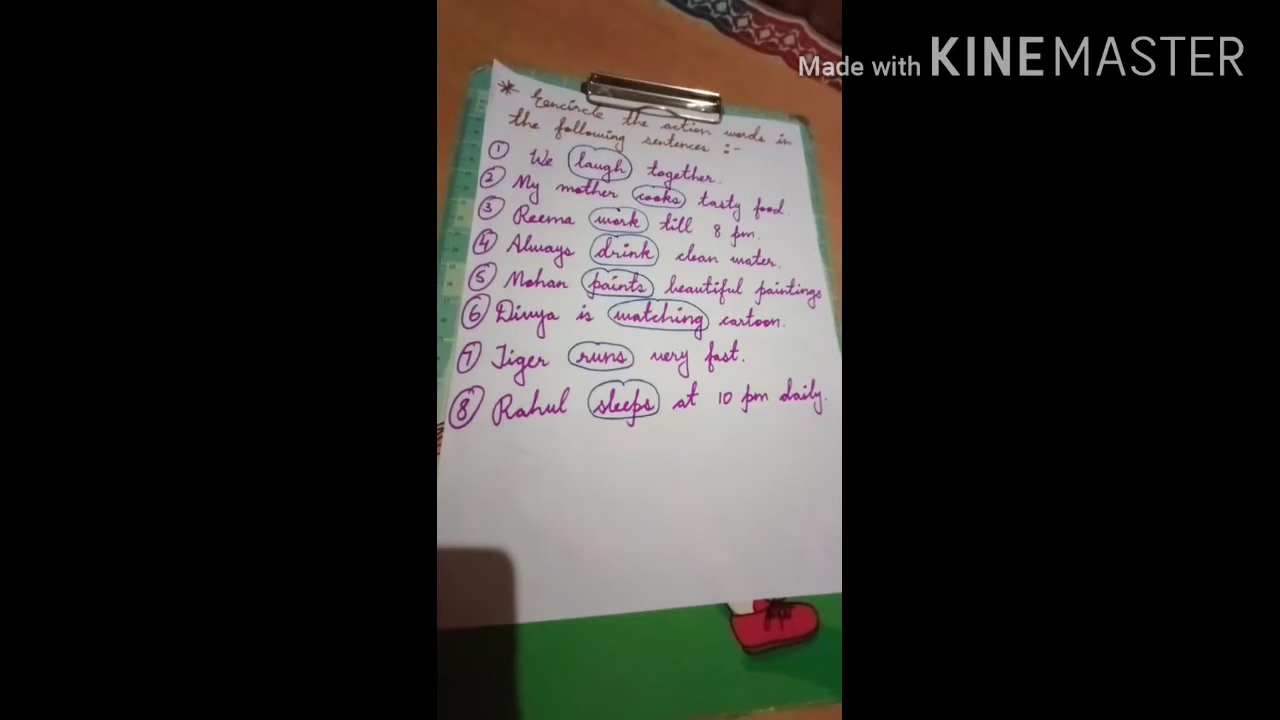 Made with KINEMASTER
* Eencircle the action words in
the following sentences :-
① We laugh together.
② My mother cooks tasty food.
③ Reema work till 8 pm.
④ Always drink clean water.
⑤ Mohan paints beautiful paintings
⑥ Divya is watching cartoon.
⑦ Tiger runs very fast.
⑧ Rahul sleeps at 10 pm daily.